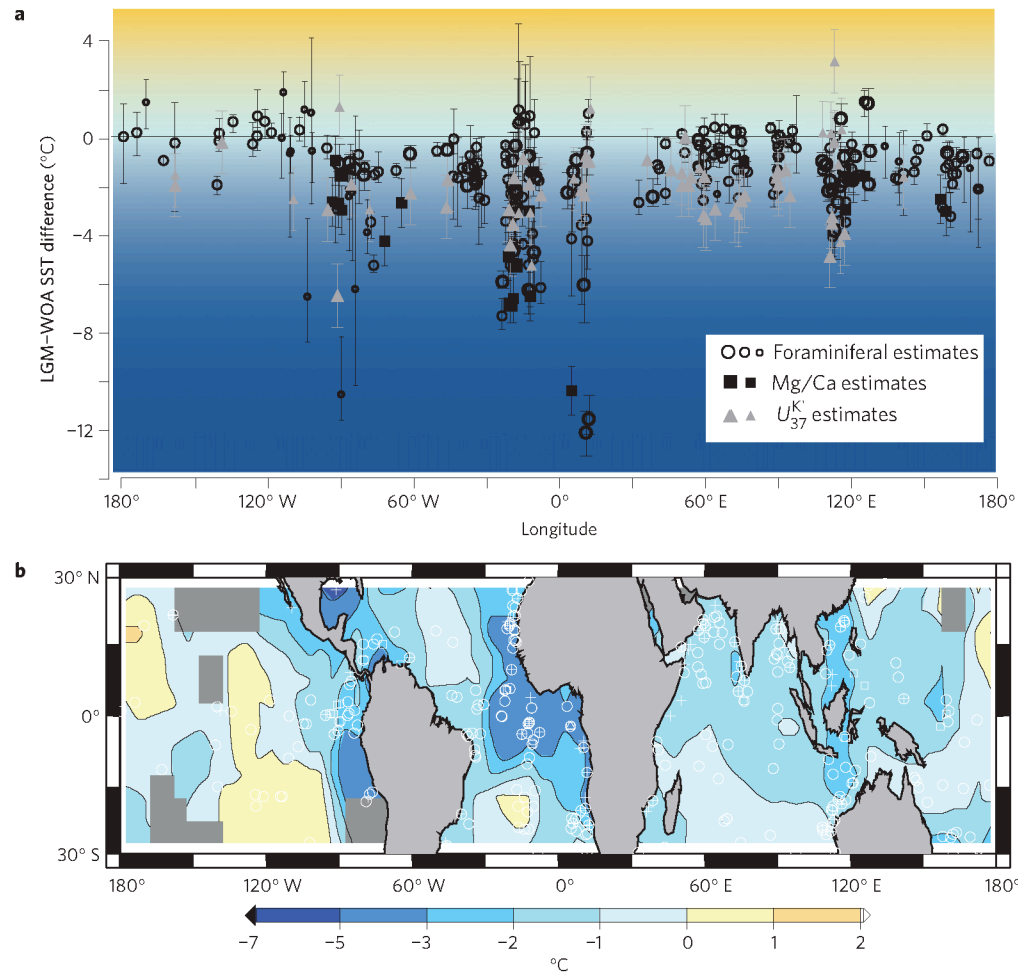 a
LGM–WOA SST difference (°C)
4
0
−4
−8
−12
Foraminiferal estimates
Mg/Ca estimates
U37K' estimates
180° 120° W 60° W 0° 60° E 120° E 180°
Longitude
b
30° N
0°
30° S
180° 120° W 60° W 0° 60° E 120° E 180°
−7 −5 −3 −2 −1 0 1 2
°C